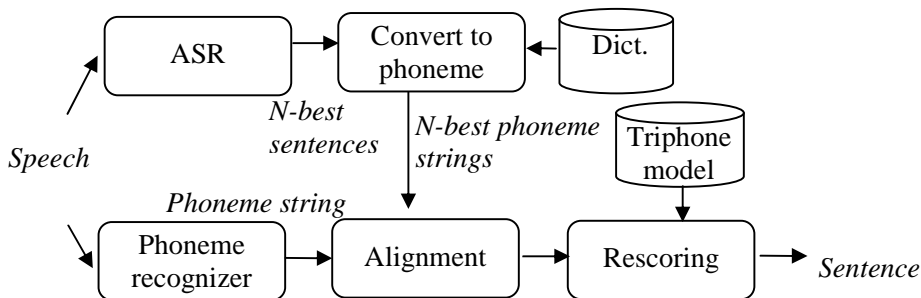 ASR
Convert to
phoneme
Dict.
N-best
sentences
N-best phoneme
strings
Triphone
model
Speech
Phoneme string
Phoneme
recognizer
Alignment
Rescoring
Sentence